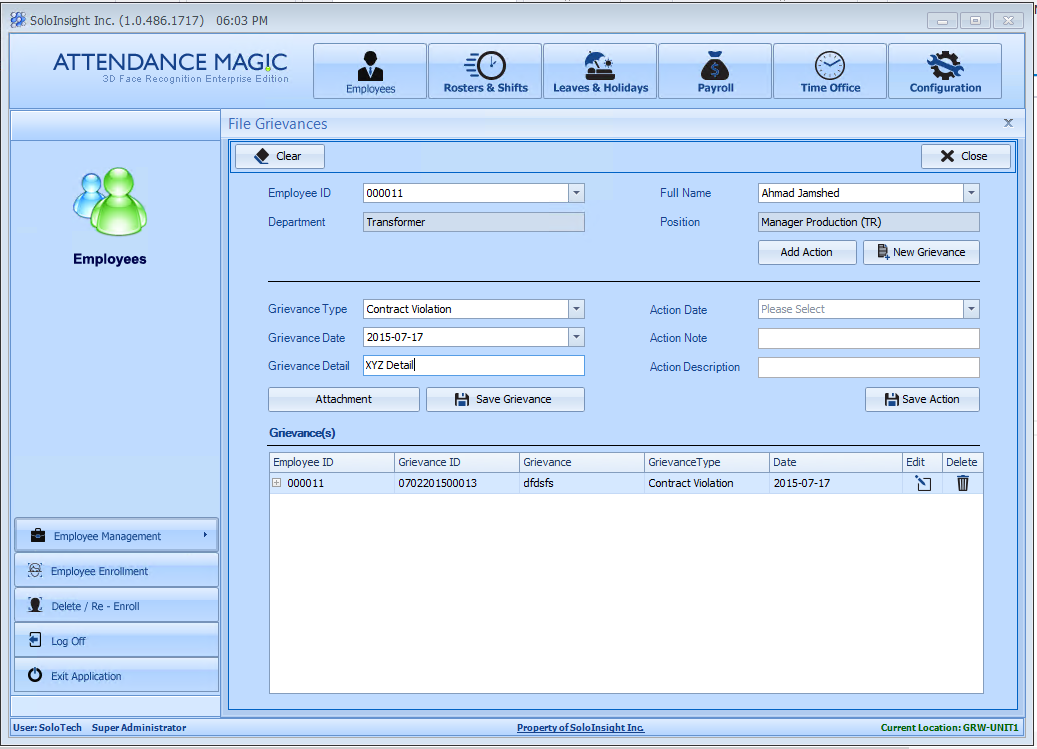 SoloInsight Inc. (1.0.486.1717) 06:03 PM
ATTENDANCE MAGIC
3D Face Recognition Enterprise Edition
Employees
Rosters & Shifts
Leaves & Holidays
Payroll
Time Office
Configuration
File Grievances
Clear
Close
Employees
Employee ID 000011 Full Name Ahmad Jamshed
Department Transformer Position Manager Production (TR)
Add Action New Grievance
Grievance Type Contract Violation Action Date Please Select
Grievance Date 2015-07-17 Action Note
Grievance Detail XYZ Detail Action Description
Attachment Save Grievance Save Action
Grievance(s)
Employee ID Grievance ID Grievance GrievanceType Date Edit Delete
000011 0702201500013 dfdsfs Contract Violation 2015-07-17
Employee Management
Employee Enrollment
Delete / Re - Enroll
Log Off
Exit Application
User: SoloTech Super Administrator Property of SoloInsight Inc. Current Location: GRW-UNIT1